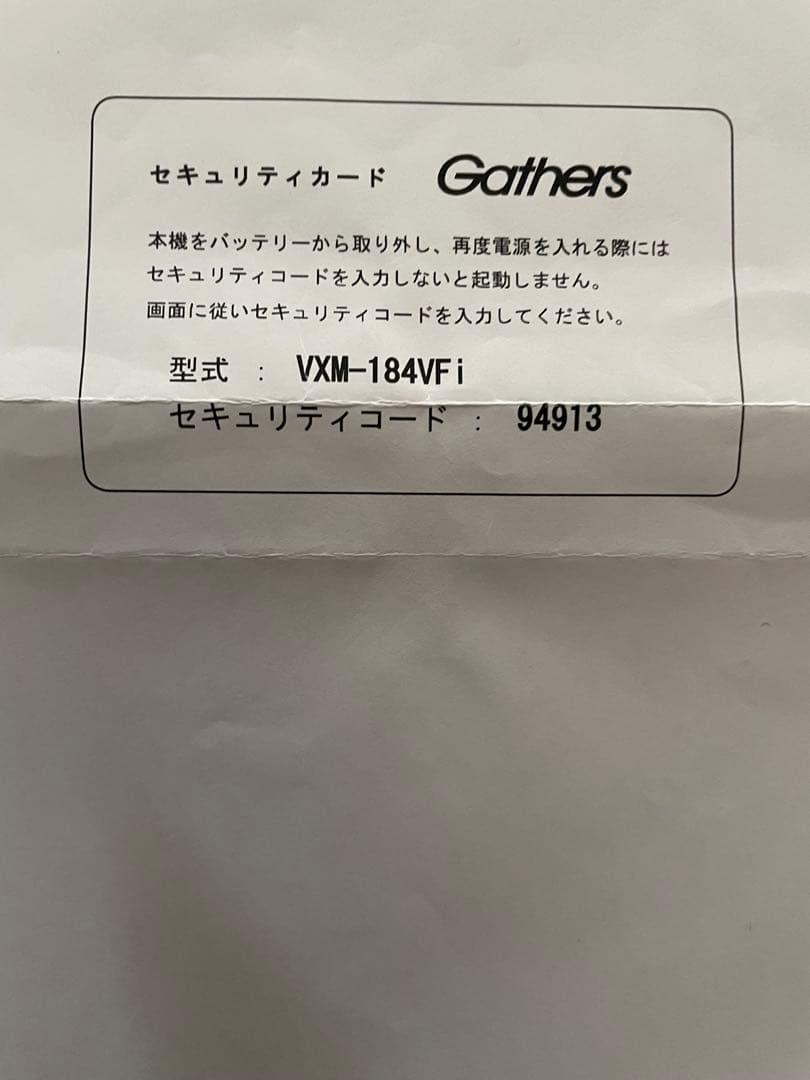 セキュリティカード Gathers
本機をバッテリーから取り外し、再度電源を入れる際には
セキュリティコードを入力しないと起動しません。
画面に従いセキュリティコードを入力してください。
型式 : VXM-184VFi
セキュリティコード : 94913